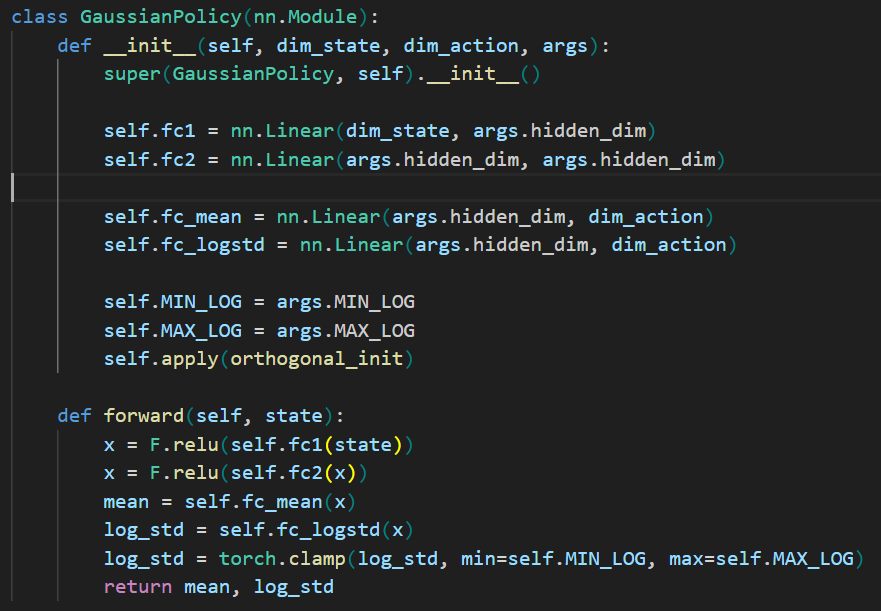 class GaussianPolicy(nn.Module):
    def __init__(self, dim_state, dim_action, args):
        super(GaussianPolicy, self).__init__()

        self.fc1 = nn.Linear(dim_state, args.hidden_dim)
        self.fc2 = nn.Linear(args.hidden_dim, args.hidden_dim)

        self.fc_mean = nn.Linear(args.hidden_dim, dim_action)
        self.fc_logstd = nn.Linear(args.hidden_dim, dim_action)

        self.MIN_LOG = args.MIN_LOG
        self.MAX_LOG = args.MAX_LOG
        self.apply(orthogonal_init)

    def forward(self, state):
        x = F.relu(self.fc1(state))
        x = F.relu(self.fc2(x))
        mean = self.fc_mean(x)
        log_std = self.fc_logstd(x)
        log_std = torch.clamp(log_std, min=self.MIN_LOG, max=self.MAX_LOG)
        return mean, log_std